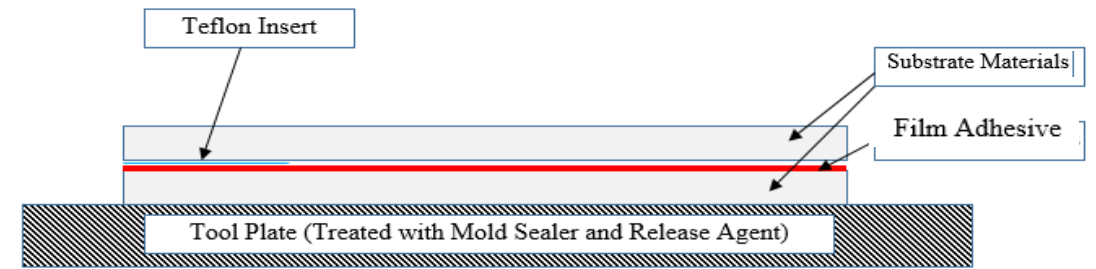 Teflon Insert
Substrate Materials
Film Adhesive
Tool Plate (Treated with Mold Sealer and Release Agent)